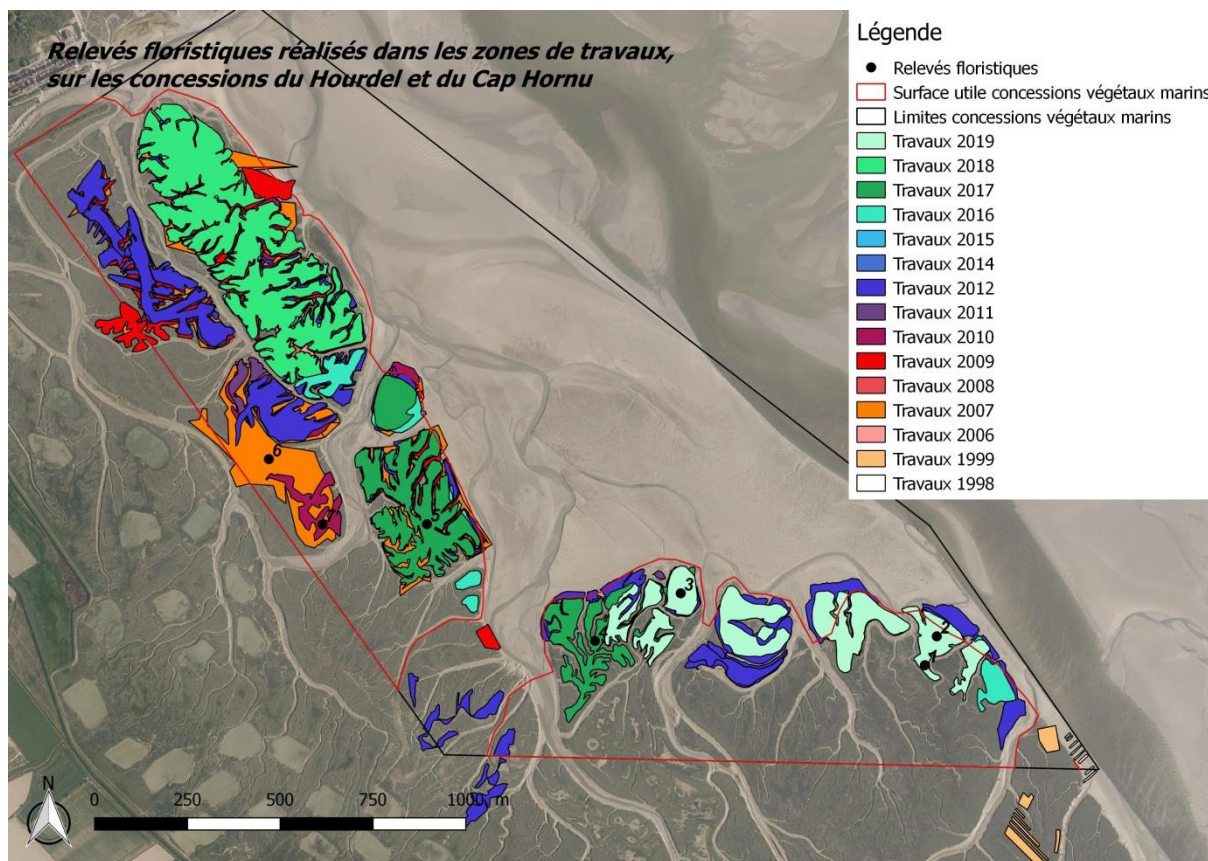 Relevés floristiques réalisés dans les zones de travaux,
sur les concessions du Hourdel et du Cap Hornu
Légende
Relevés floristiques
Surface utile concessions végétaux marins
Limites concessions végétaux marins
Travaux 2019
Travaux 2018
Travaux 2017
Travaux 2016
Travaux 2015
Travaux 2014
Travaux 2012
Travaux 2011
Travaux 2010
Travaux 2009
Travaux 2008
Travaux 2007
Travaux 2006
Travaux 1999
Travaux 1998
6
3
2
1
N
0 250 500 750 1000 m